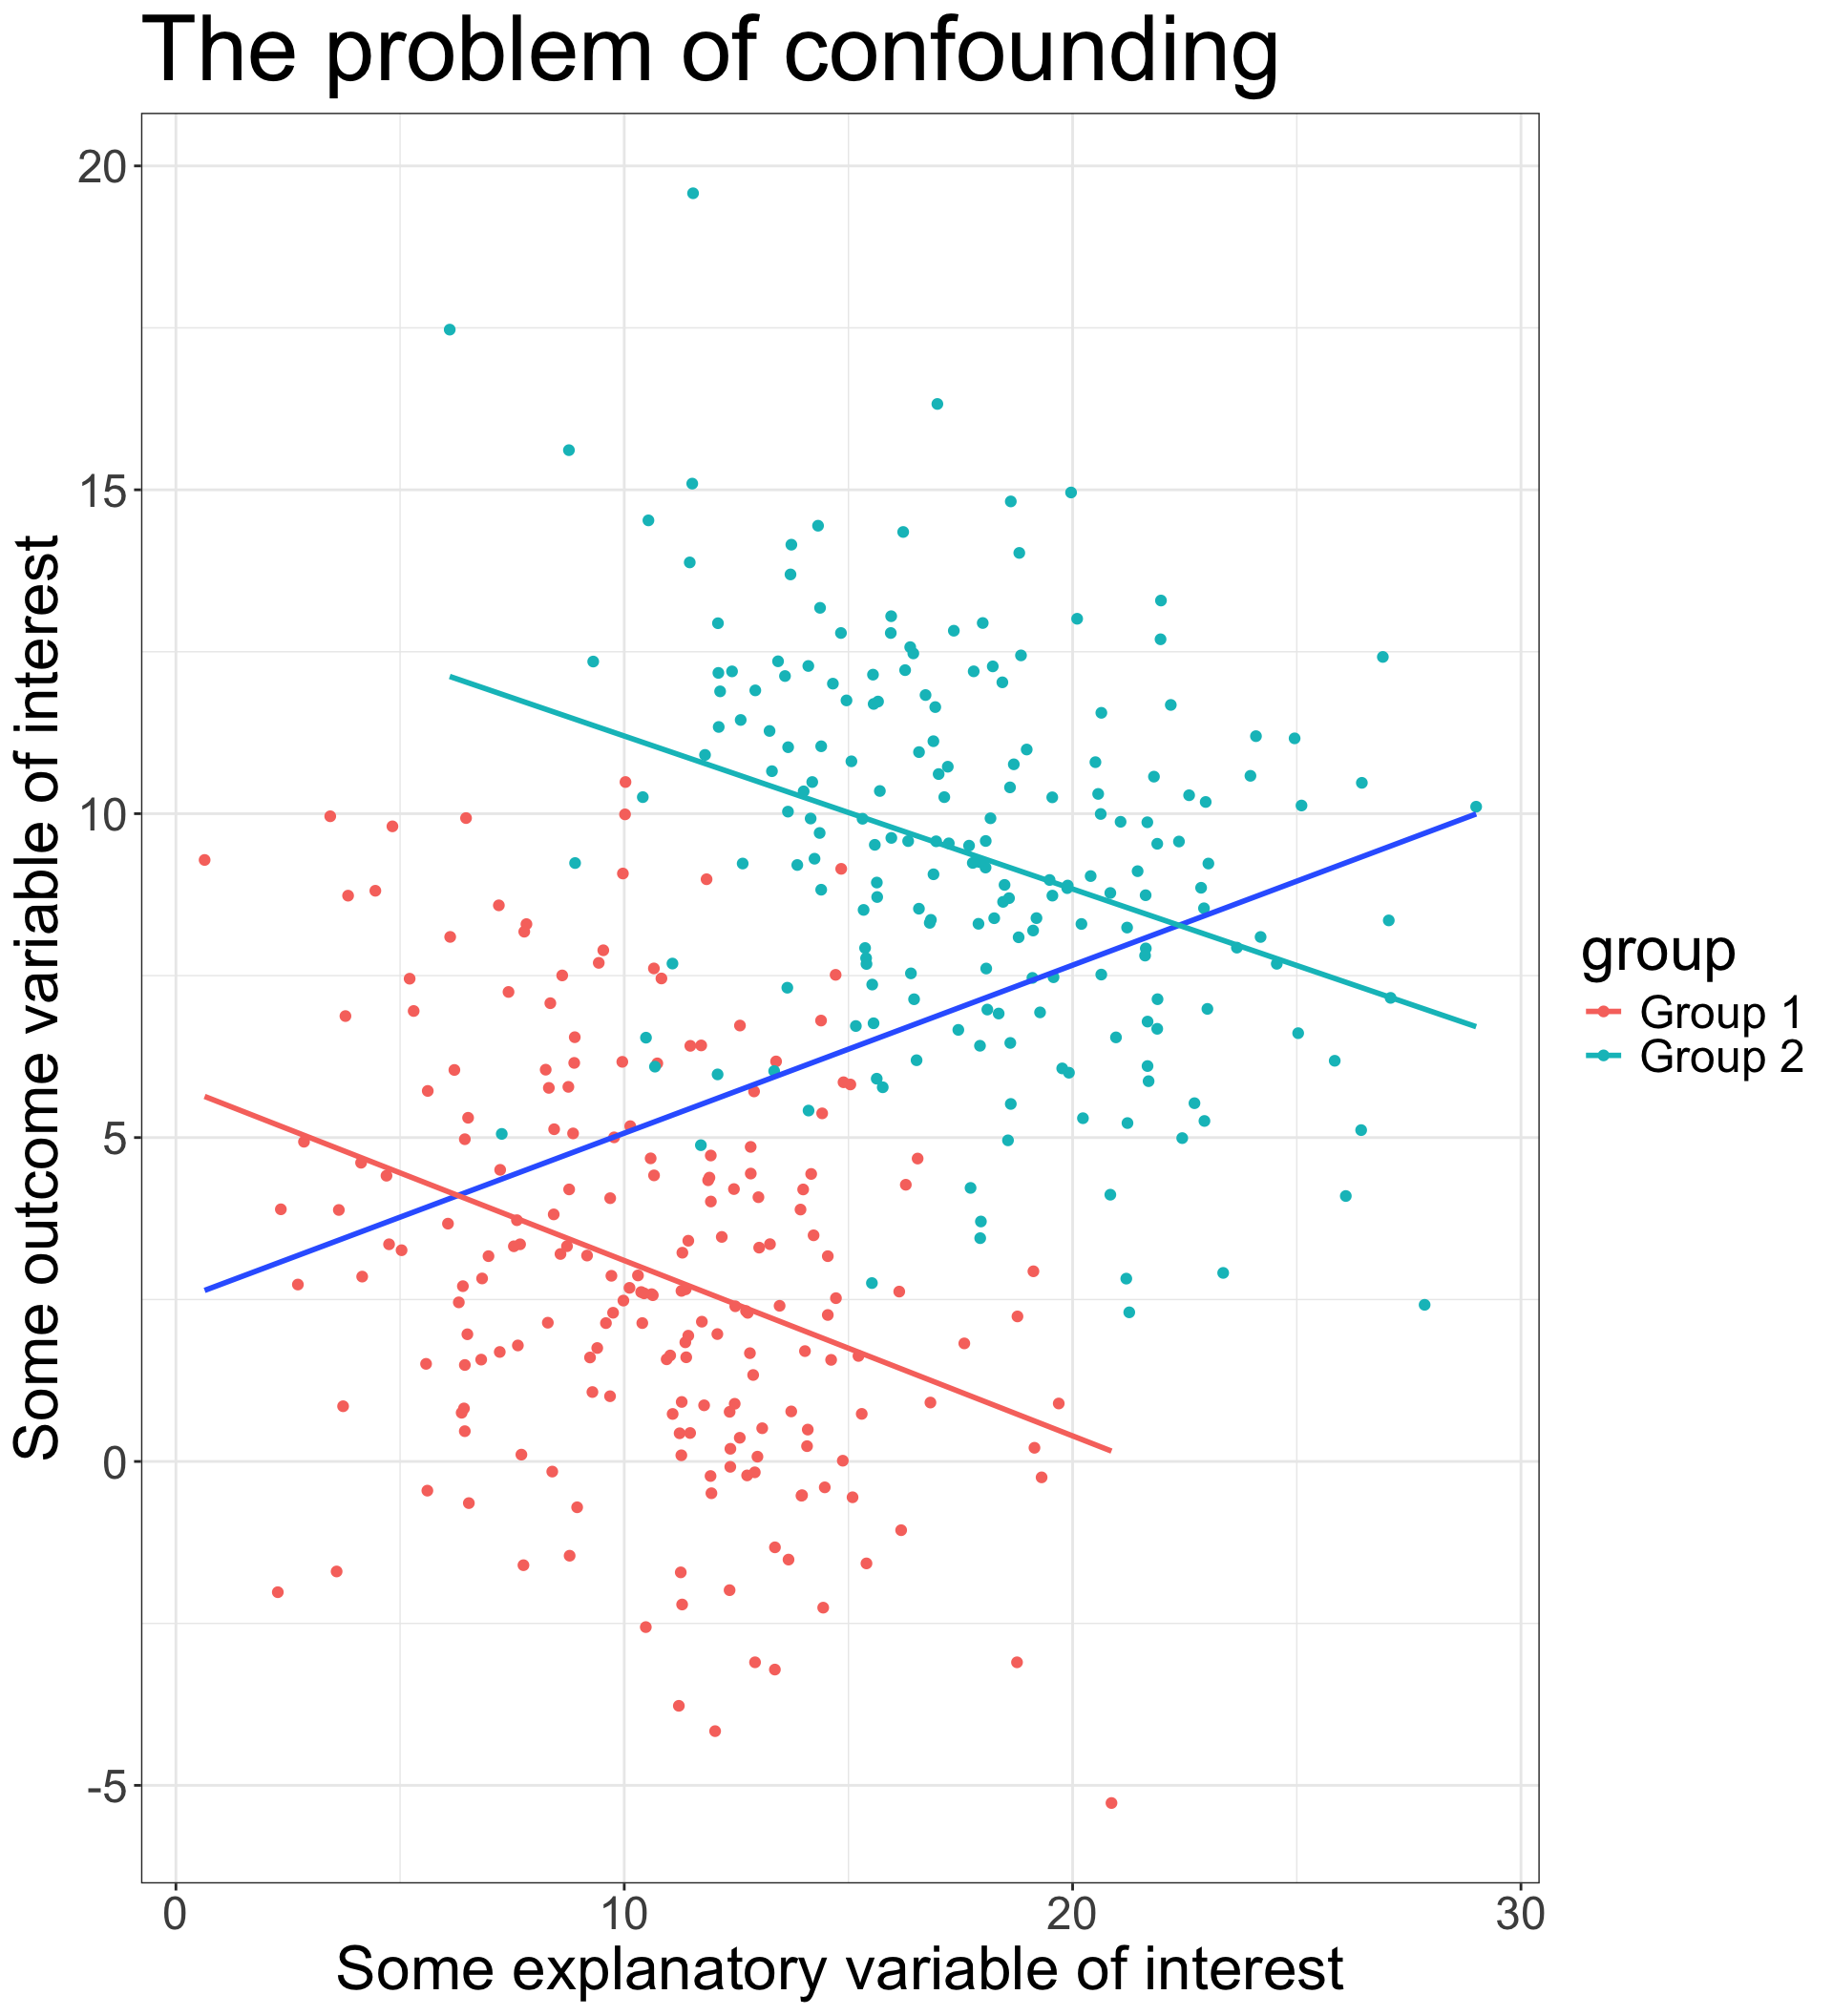 The problem of confounding
20
15
10
5
0
-5
Some outcome variable of interest
0 10 20 30
Some explanatory variable of interest
group
Group 1
Group 2